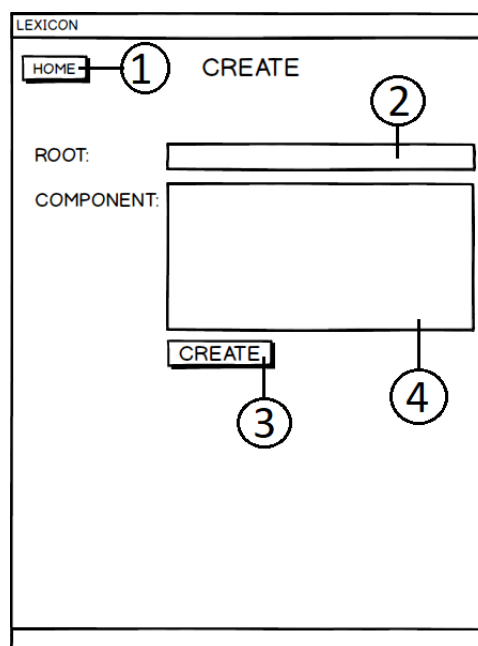 LEXICON
HOME 1 CREATE
2
ROOT:
COMPONENT:
CREATE
3
4